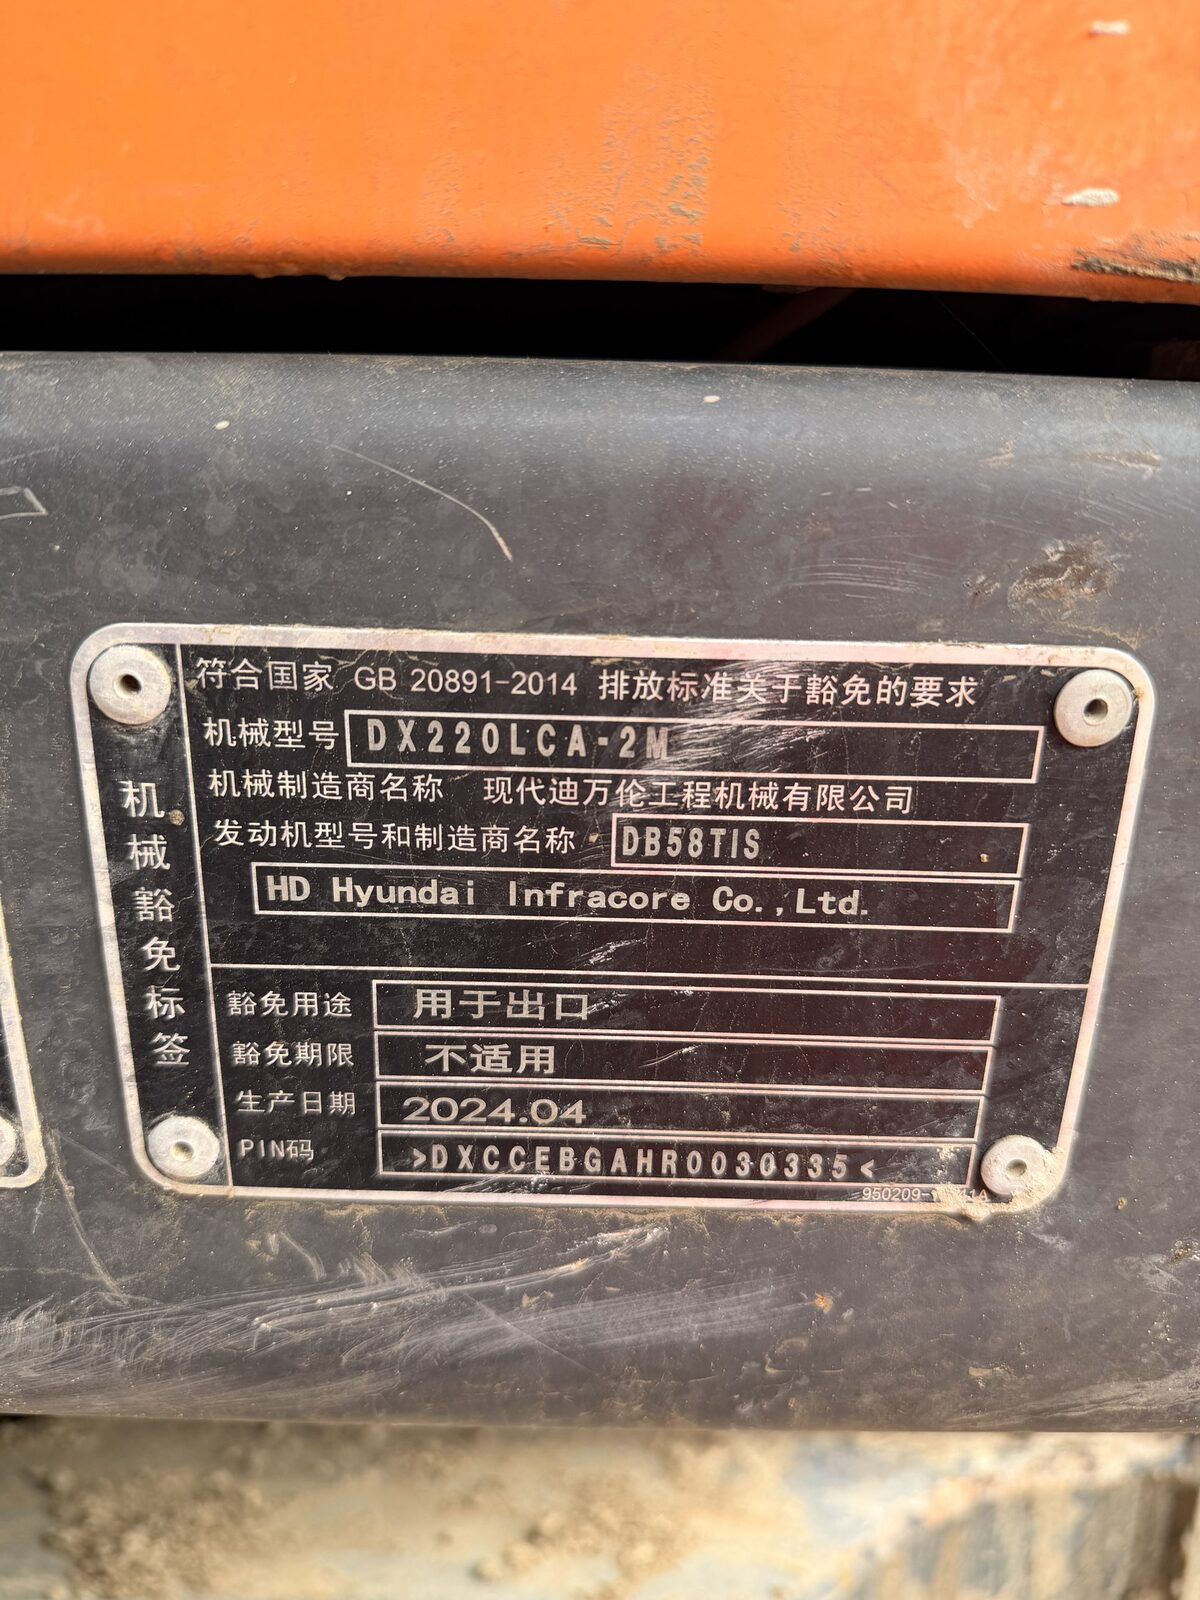 机械豁免标签
符合国家 GB 20891-2014 排放标准关于豁免的要求
机械型号 DX220LCA-2M
机械制造商名称 现代迪万伦工程机械有限公司
发动机型号和制造商名称 DB58TIS
HD Hyundai Infracore Co.,Ltd.
豁免用途 用于出口
豁免期限 不适用
生产日期 2024.04
PIN码 >DXCCEBGAHR0030335<